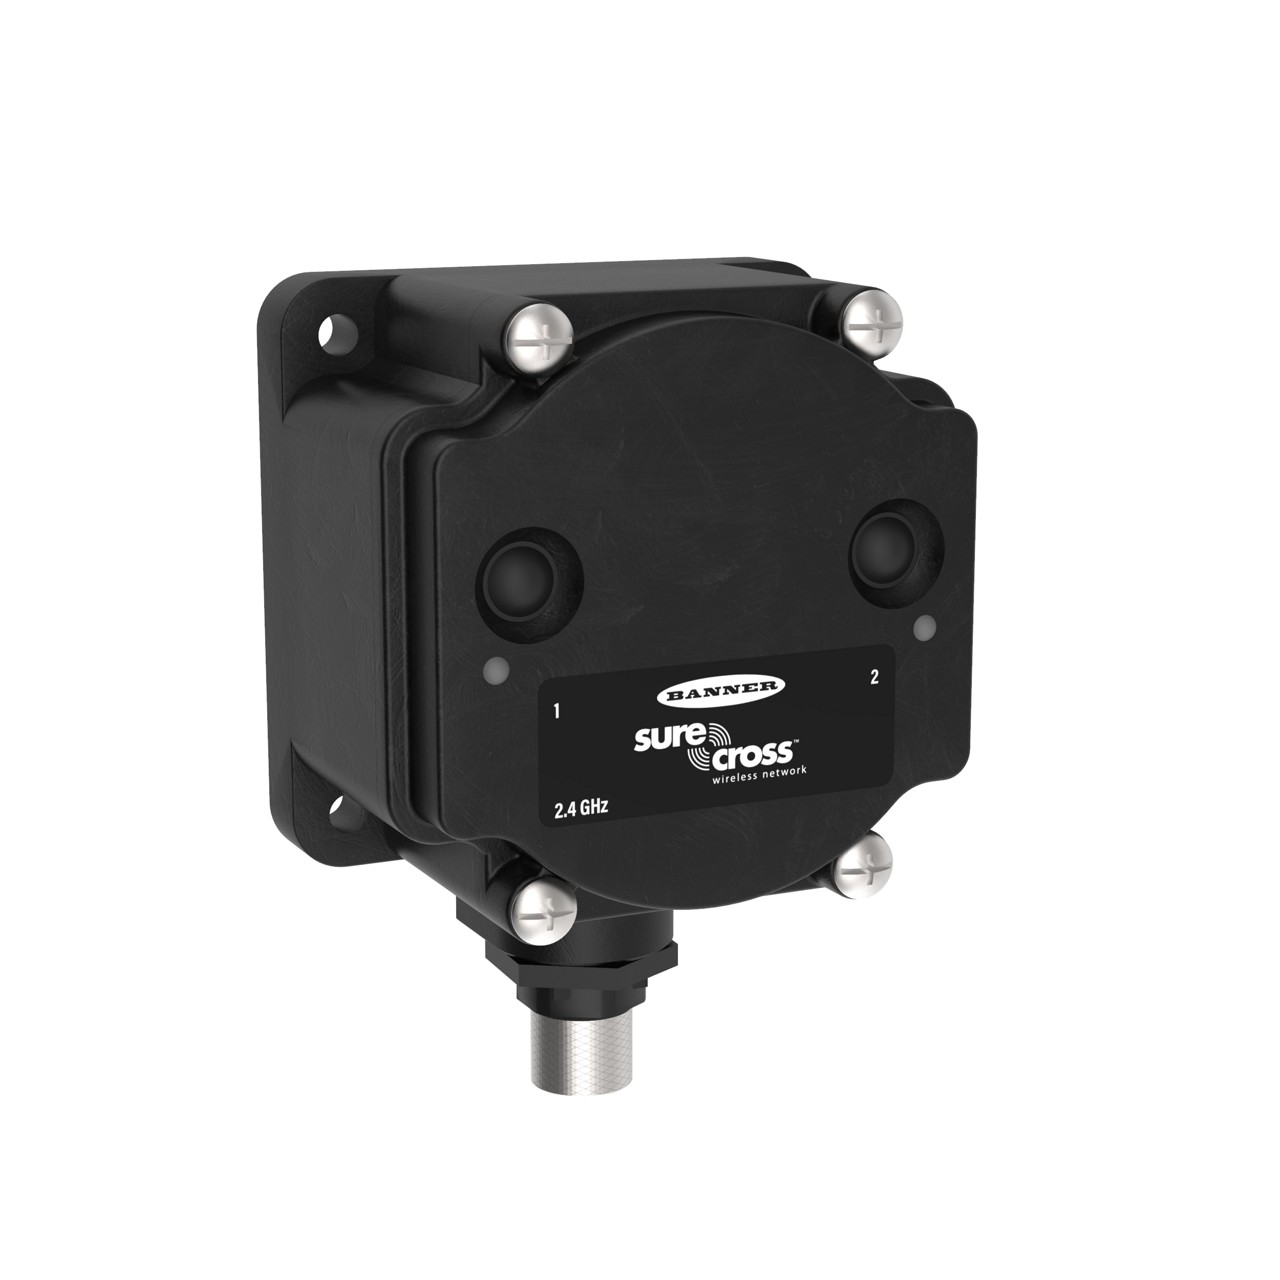 BANNER
1
2
sure
cross™
wireless network
2.4 GHz